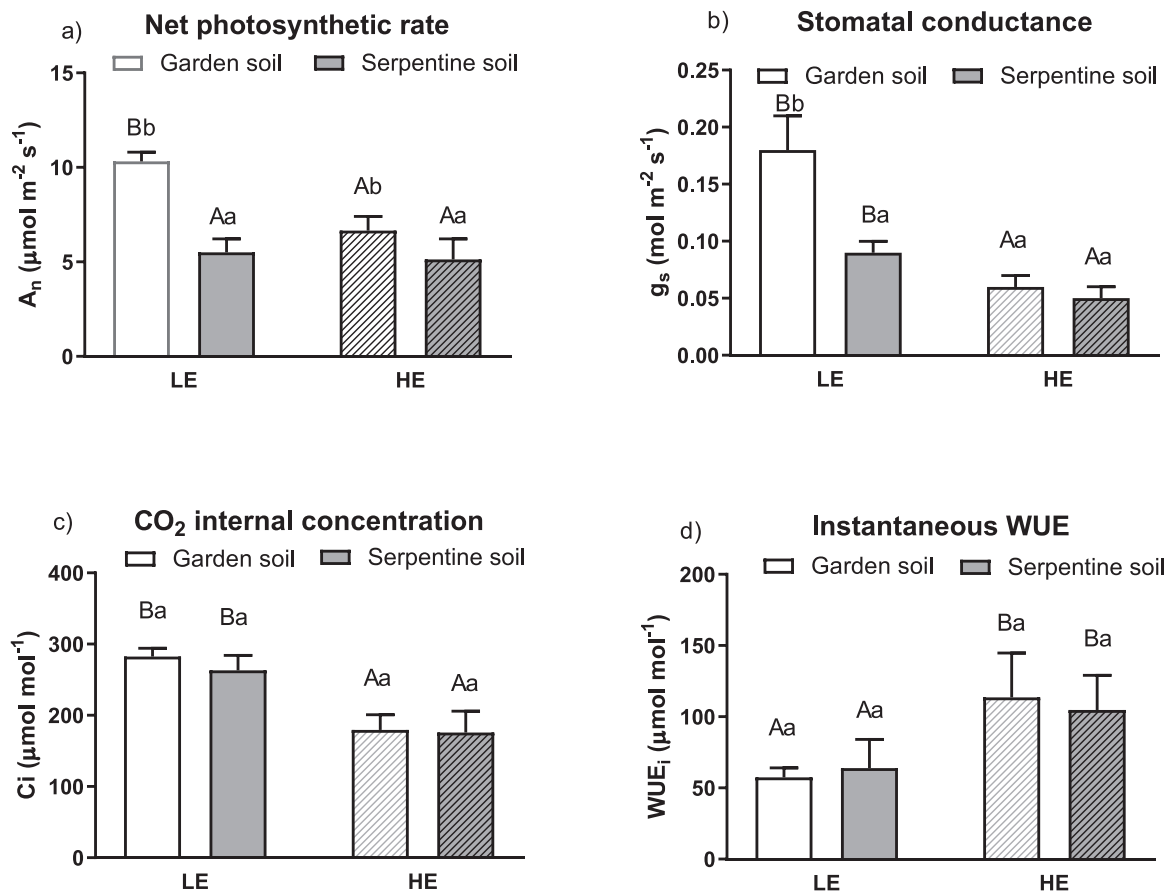 a) Net photosynthetic rate
Garden soil Serpentine soil
15
10
5
0
Aₙ (μmol m⁻² s⁻¹)
Bb
Aa
Ab
Aa
LE HE
b) Stomatal conductance
Garden soil Serpentine soil
0.25
0.20
0.15
0.10
0.05
0.00
gₛ (mol m⁻² s⁻¹)
Bb
Ba
Aa
Aa
LE HE
c) CO₂ internal concentration
Garden soil Serpentine soil
400
300
200
100
0
Ci (μmol mol⁻¹)
Ba
Ba
Aa
Aa
LE HE
d) Instantaneous WUE
Garden soil Serpentine soil
200
150
100
50
0
WUEᵢ (μmol mol⁻¹)
Aa
Aa
Ba
Ba
LE HE